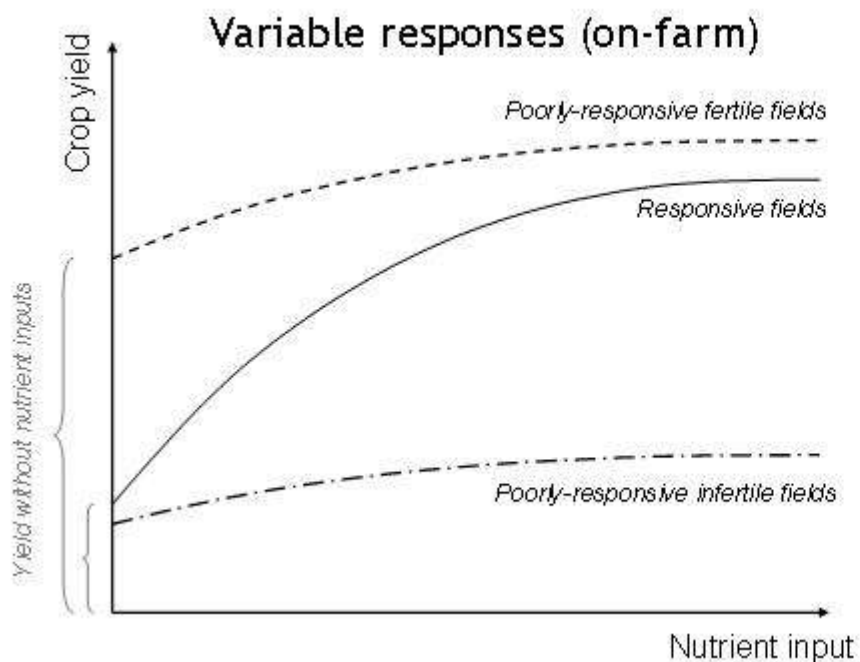 Variable responses (on-farm)
Crop yield
Poorly-responsive fertile fields
Responsive fields
Yield without nutrient inputs
Poorly-responsive infertile fields
Nutrient input